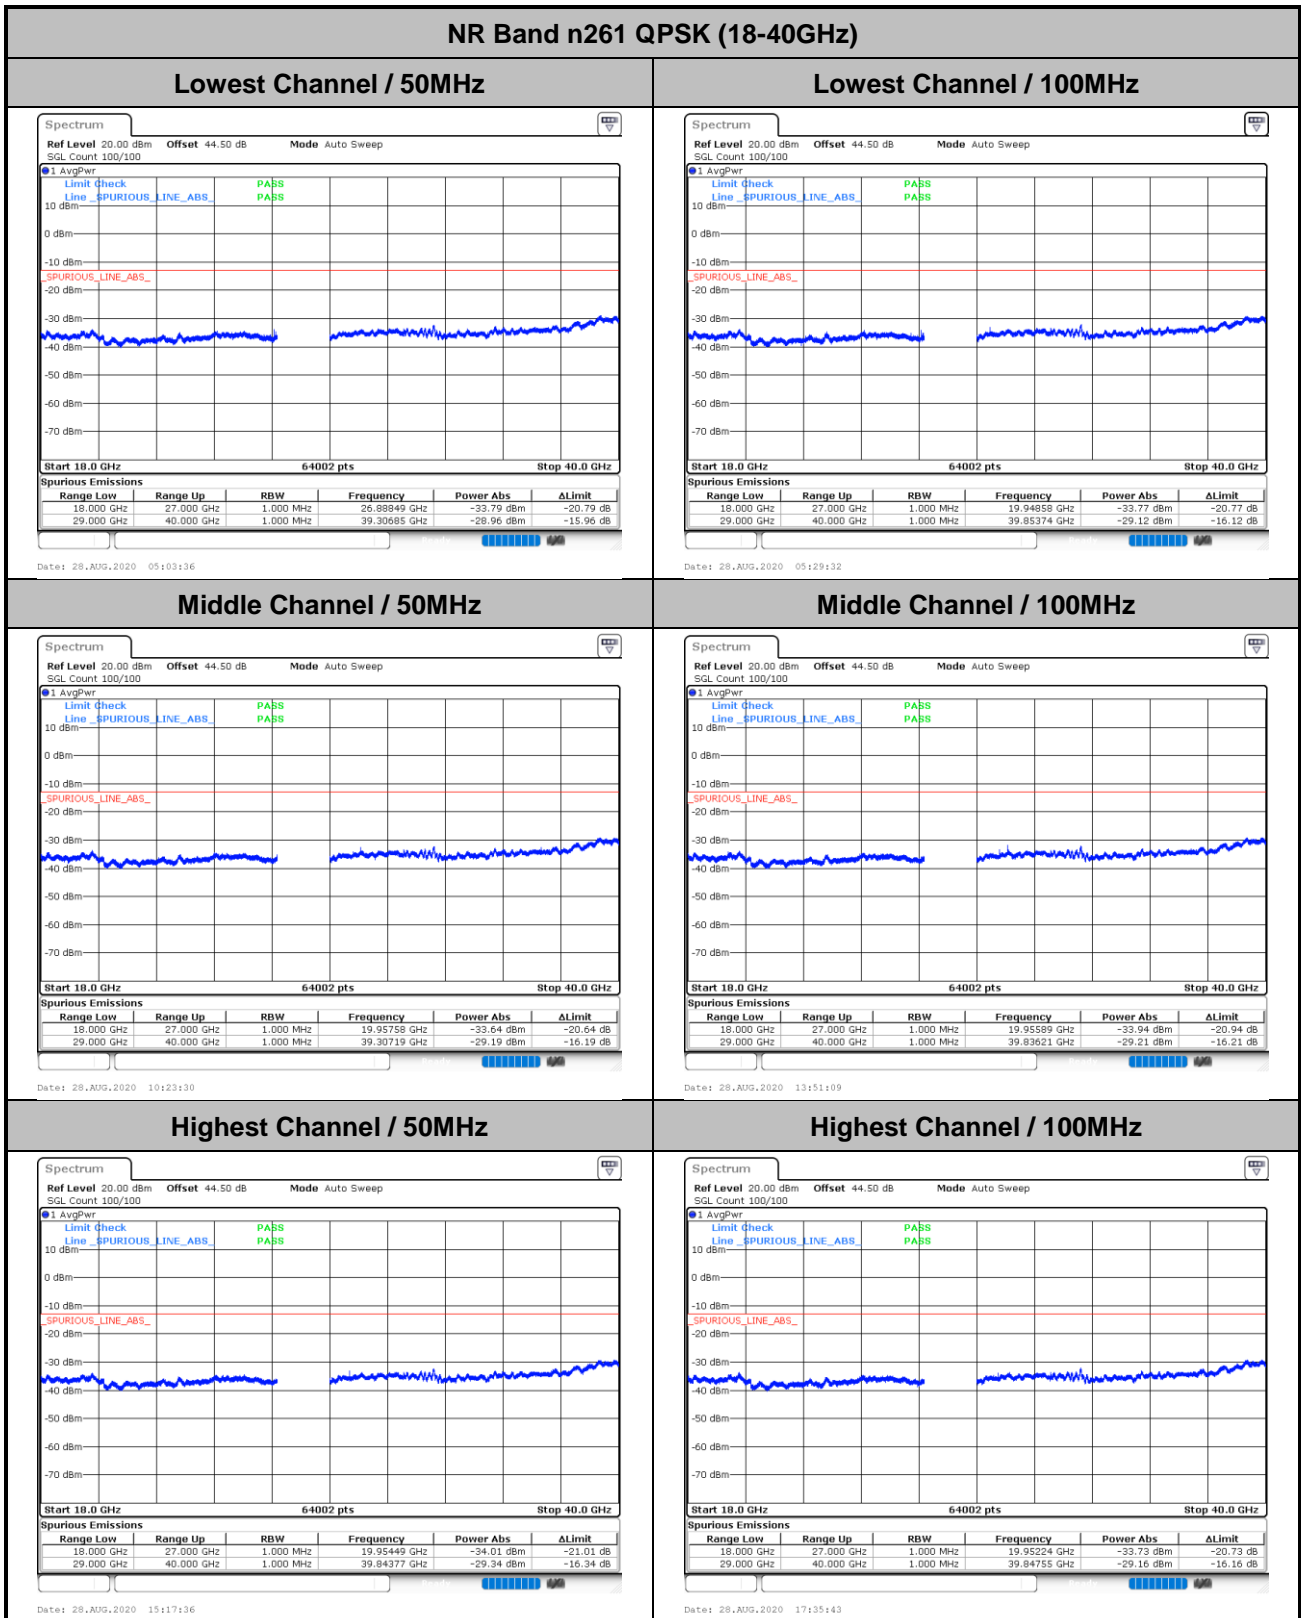 NR Band n261 QPSK (18-40GHz)
Lowest Channel / 50MHz
Lowest Channel / 100MHz
Spectrum
Ref Level 20.00 dBm Offset 44.50 dB Mode Auto Sweep
SGL Count 100/100
1 AvgPwr
Limit Check PASS
Line _SPURIOUS_LINE_ABS_ PASS
10 dBm
0 dBm
-10 dBm
_SPURIOUS_LINE_ABS_
-20 dBm
-30 dBm
-40 dBm
-50 dBm
-60 dBm
-70 dBm
Start 18.0 GHz 64002 pts Stop 40.0 GHz
Spurious Emissions
Range Low Range Up RBW Frequency Power Abs ΔLimit
18.000 GHz 27.000 GHz 1.000 MHz 26.88849 GHz -33.79 dBm -20.79 dB
29.000 GHz 40.000 GHz 1.000 MHz 39.30685 GHz -28.96 dBm -15.96 dB
Date: 28.AUG.2020 05:03:36
Spectrum
Ref Level 20.00 dBm Offset 44.50 dB Mode Auto Sweep
SGL Count 100/100
1 AvgPwr
Limit Check PASS
Line _SPURIOUS_LINE_ABS_ PASS
10 dBm
0 dBm
-10 dBm
_SPURIOUS_LINE_ABS_
-20 dBm
-30 dBm
-40 dBm
-50 dBm
-60 dBm
-70 dBm
Start 18.0 GHz 64002 pts Stop 40.0 GHz
Spurious Emissions
Range Low Range Up RBW Frequency Power Abs ΔLimit
18.000 GHz 27.000 GHz 1.000 MHz 19.94858 GHz -33.77 dBm -20.77 dB
29.000 GHz 40.000 GHz 1.000 MHz 39.85374 GHz -29.12 dBm -16.12 dB
Date: 28.AUG.2020 05:29:32
Middle Channel / 50MHz
Middle Channel / 100MHz
Spectrum
Ref Level 20.00 dBm Offset 44.50 dB Mode Auto Sweep
SGL Count 100/100
1 AvgPwr
Limit Check PASS
Line _SPURIOUS_LINE_ABS_ PASS
10 dBm
0 dBm
-10 dBm
_SPURIOUS_LINE_ABS_
-20 dBm
-30 dBm
-40 dBm
-50 dBm
-60 dBm
-70 dBm
Start 18.0 GHz 64002 pts Stop 40.0 GHz
Spurious Emissions
Range Low Range Up RBW Frequency Power Abs ΔLimit
18.000 GHz 27.000 GHz 1.000 MHz 19.95758 GHz -33.64 dBm -20.64 dB
29.000 GHz 40.000 GHz 1.000 MHz 39.30719 GHz -29.19 dBm -16.19 dB
Date: 28.AUG.2020 10:23:30
Spectrum
Ref Level 20.00 dBm Offset 44.50 dB Mode Auto Sweep
SGL Count 100/100
1 AvgPwr
Limit Check PASS
Line _SPURIOUS_LINE_ABS_ PASS
10 dBm
0 dBm
-10 dBm
_SPURIOUS_LINE_ABS_
-20 dBm
-30 dBm
-40 dBm
-50 dBm
-60 dBm
-70 dBm
Start 18.0 GHz 64002 pts Stop 40.0 GHz
Spurious Emissions
Range Low Range Up RBW Frequency Power Abs ΔLimit
18.000 GHz 27.000 GHz 1.000 MHz 19.95589 GHz -33.94 dBm -20.94 dB
29.000 GHz 40.000 GHz 1.000 MHz 39.83621 GHz -29.21 dBm -16.21 dB
Date: 28.AUG.2020 13:51:09
Highest Channel / 50MHz
Highest Channel / 100MHz
Spectrum
Ref Level 20.00 dBm Offset 44.50 dB Mode Auto Sweep
SGL Count 100/100
1 AvgPwr
Limit Check PASS
Line _SPURIOUS_LINE_ABS_ PASS
10 dBm
0 dBm
-10 dBm
_SPURIOUS_LINE_ABS_
-20 dBm
-30 dBm
-40 dBm
-50 dBm
-60 dBm
-70 dBm
Start 18.0 GHz 64002 pts Stop 40.0 GHz
Spurious Emissions
Range Low Range Up RBW Frequency Power Abs ΔLimit
18.000 GHz 27.000 GHz 1.000 MHz 19.95449 GHz -34.01 dBm -21.01 dB
29.000 GHz 40.000 GHz 1.000 MHz 39.84377 GHz -29.34 dBm -16.34 dB
Date: 28.AUG.2020 15:17:36
Spectrum
Ref Level 20.00 dBm Offset 44.50 dB Mode Auto Sweep
SGL Count 100/100
1 AvgPwr
Limit Check PASS
Line _SPURIOUS_LINE_ABS_ PASS
10 dBm
0 dBm
-10 dBm
_SPURIOUS_LINE_ABS_
-20 dBm
-30 dBm
-40 dBm
-50 dBm
-60 dBm
-70 dBm
Start 18.0 GHz 64002 pts Stop 40.0 GHz
Spurious Emissions
Range Low Range Up RBW Frequency Power Abs ΔLimit
18.000 GHz 27.000 GHz 1.000 MHz 19.95224 GHz -33.73 dBm -20.73 dB
29.000 GHz 40.000 GHz 1.000 MHz 39.84755 GHz -29.16 dBm -16.16 dB
Date: 28.AUG.2020 17:35:43